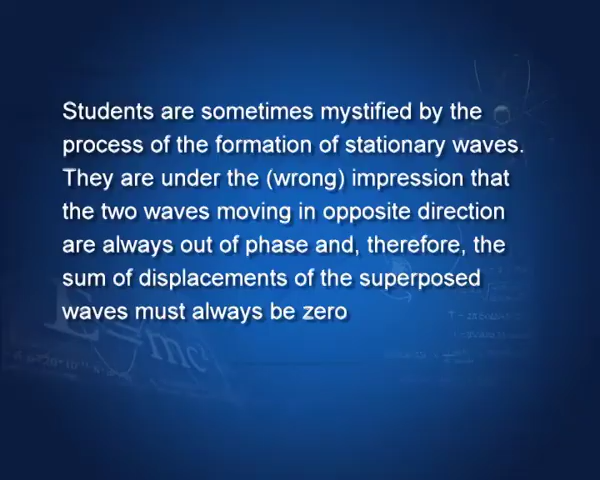 Students are sometimes mystified by the
process of the formation of stationary waves.
They are under the (wrong) impression that
the two waves moving in opposite direction
are always out of phase and, therefore, the
sum of displacements of the superposed
waves must always be zero
E=mc²